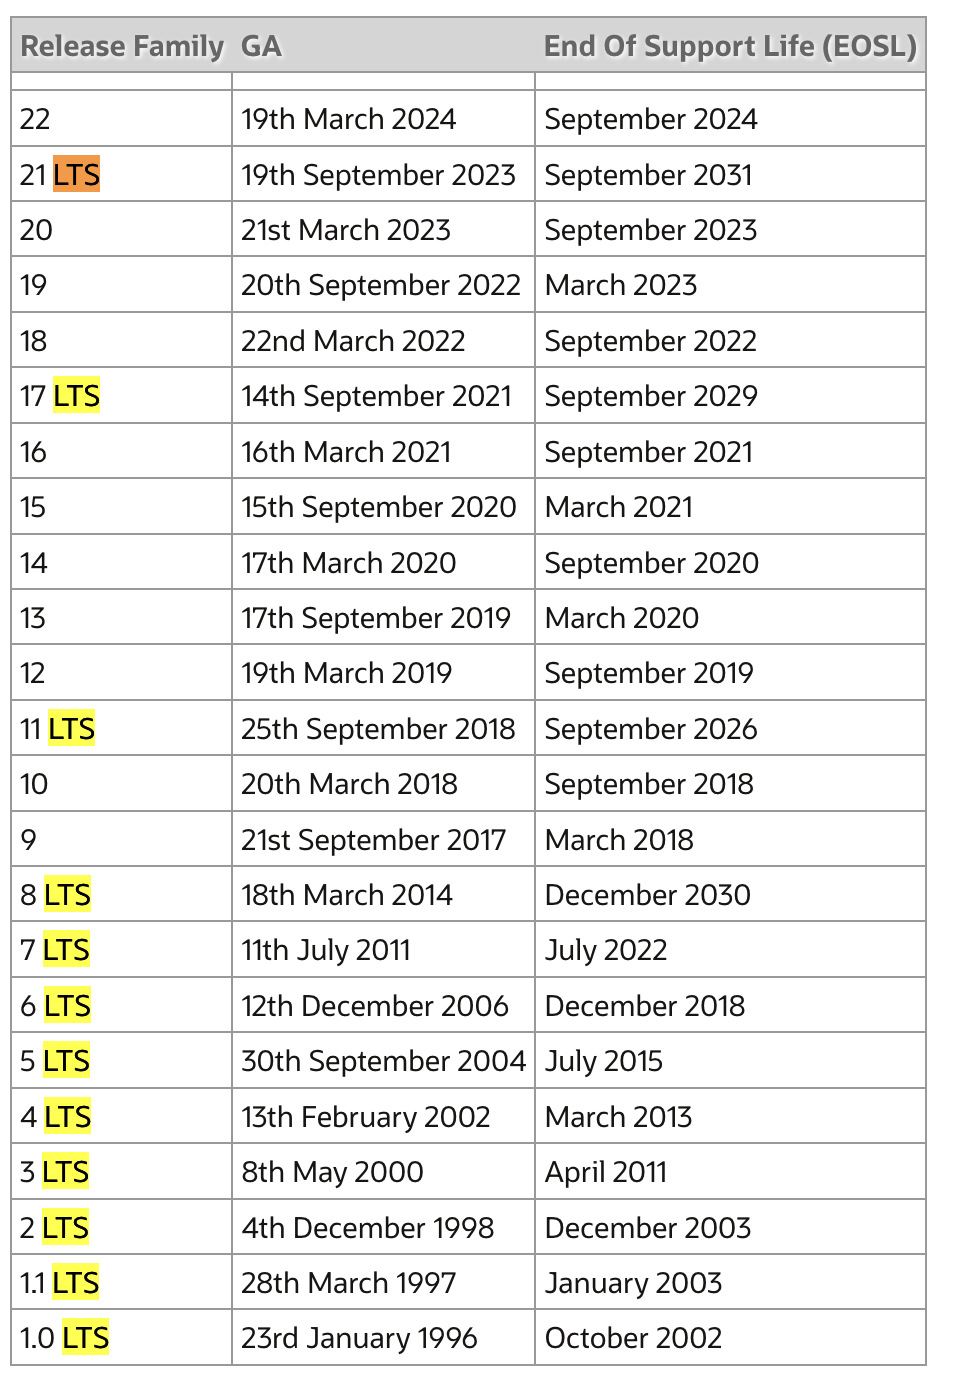 Release Family GA End Of Support Life (EOSL)
22 19th March 2024 September 2024
21 LTS 19th September 2023 September 2031
20 21st March 2023 September 2023
19 20th September 2022 March 2023
18 22nd March 2022 September 2022
17 LTS 14th September 2021 September 2029
16 16th March 2021 September 2021
15 15th September 2020 March 2021
14 17th March 2020 September 2020
13 17th September 2019 March 2020
12 19th March 2019 September 2019
11 LTS 25th September 2018 September 2026
10 20th March 2018 September 2018
9 21st September 2017 March 2018
8 LTS 18th March 2014 December 2030
7 LTS 11th July 2011 July 2022
6 LTS 12th December 2006 December 2018
5 LTS 30th September 2004 July 2015
4 LTS 13th February 2002 March 2013
3 LTS 8th May 2000 April 2011
2 LTS 4th December 1998 December 2003
1.1 LTS 28th March 1997 January 2003
1.0 LTS 23rd January 1996 October 2002